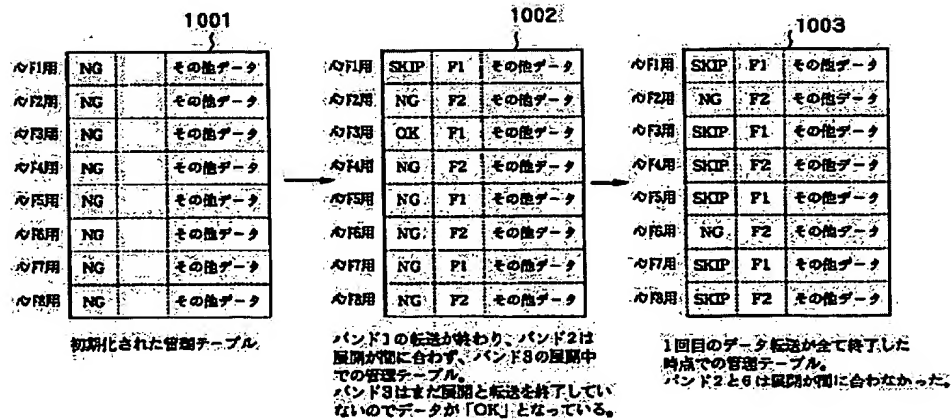 1001
バンド1用 NG その他データ
バンド2用 NG その他データ
バンド3用 NG その他データ
バンド4用 NG その他データ
バンド5用 NG その他データ
バンド6用 NG その他データ
バンド7用 NG その他データ
バンド8用 NG その他データ
初期化された管理テーブル
1002
バンド1用 SKIP F1 その他データ
バンド2用 NG F2 その他データ
バンド3用 OK F1 その他データ
バンド4用 NG F2 その他データ
バンド5用 NG F1 その他データ
バンド6用 NG F2 その他データ
バンド7用 NG F1 その他データ
バンド8用 NG F2 その他データ
バンド1の転送が終わり、バンド2は
展開が間に合わず、バンド3の展開中
での管理テーブル。
バンド3はまだ展開と転送を終了してい
ないのでデータが「OK」となっている。
1003
バンド1用 SKIP F1 その他データ
バンド2用 NG F2 その他データ
バンド3用 SKIP F1 その他データ
バンド4用 SKIP F2 その他データ
バンド5用 SKIP F1 その他データ
バンド6用 NG F2 その他データ
バンド7用 SKIP F1 その他データ
バンド8用 SKIP F2 その他データ
1回目のデータ転送が全て終了した
時点での管理テーブル。
バンド2と6は展開が間に合わなかった。